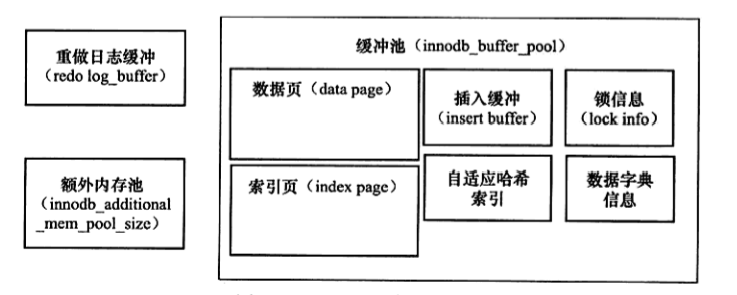 重做日志缓冲
（redo log_buffer）
额外内存池
（innodb_additional
_mem_pool_size）
缓冲池（innodb_buffer_pool）
数据页（data page）
插入缓冲
（insert buffer）
锁信息
（lock info）
索引页（index page）
自适应哈希
索引
数据字典
信息